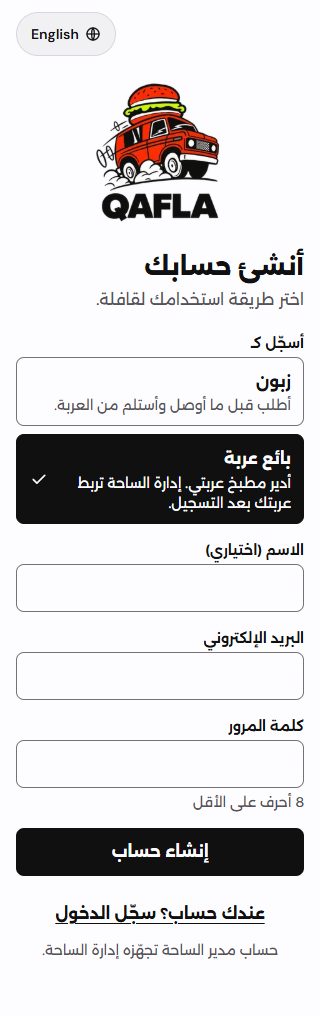 English
QAFLA
أنشئ حسابك
اختر طريقة استخدامك لقافلة.
أسجّل كـ
زبون
أطلب قبل ما أوصل وأستلم من العربة.
بائع عربة
أدير مطبخ عربتي. إدارة الساحة تربط
عربتك بعد التسجيل.
الاسم (اختياري)
البريد الإلكتروني
كلمة المرور
8 أحرف على الأقل
إنشاء حساب
عندك حساب؟ سجّل الدخول
حساب مدير الساحة تجهّزه إدارة الساحة.